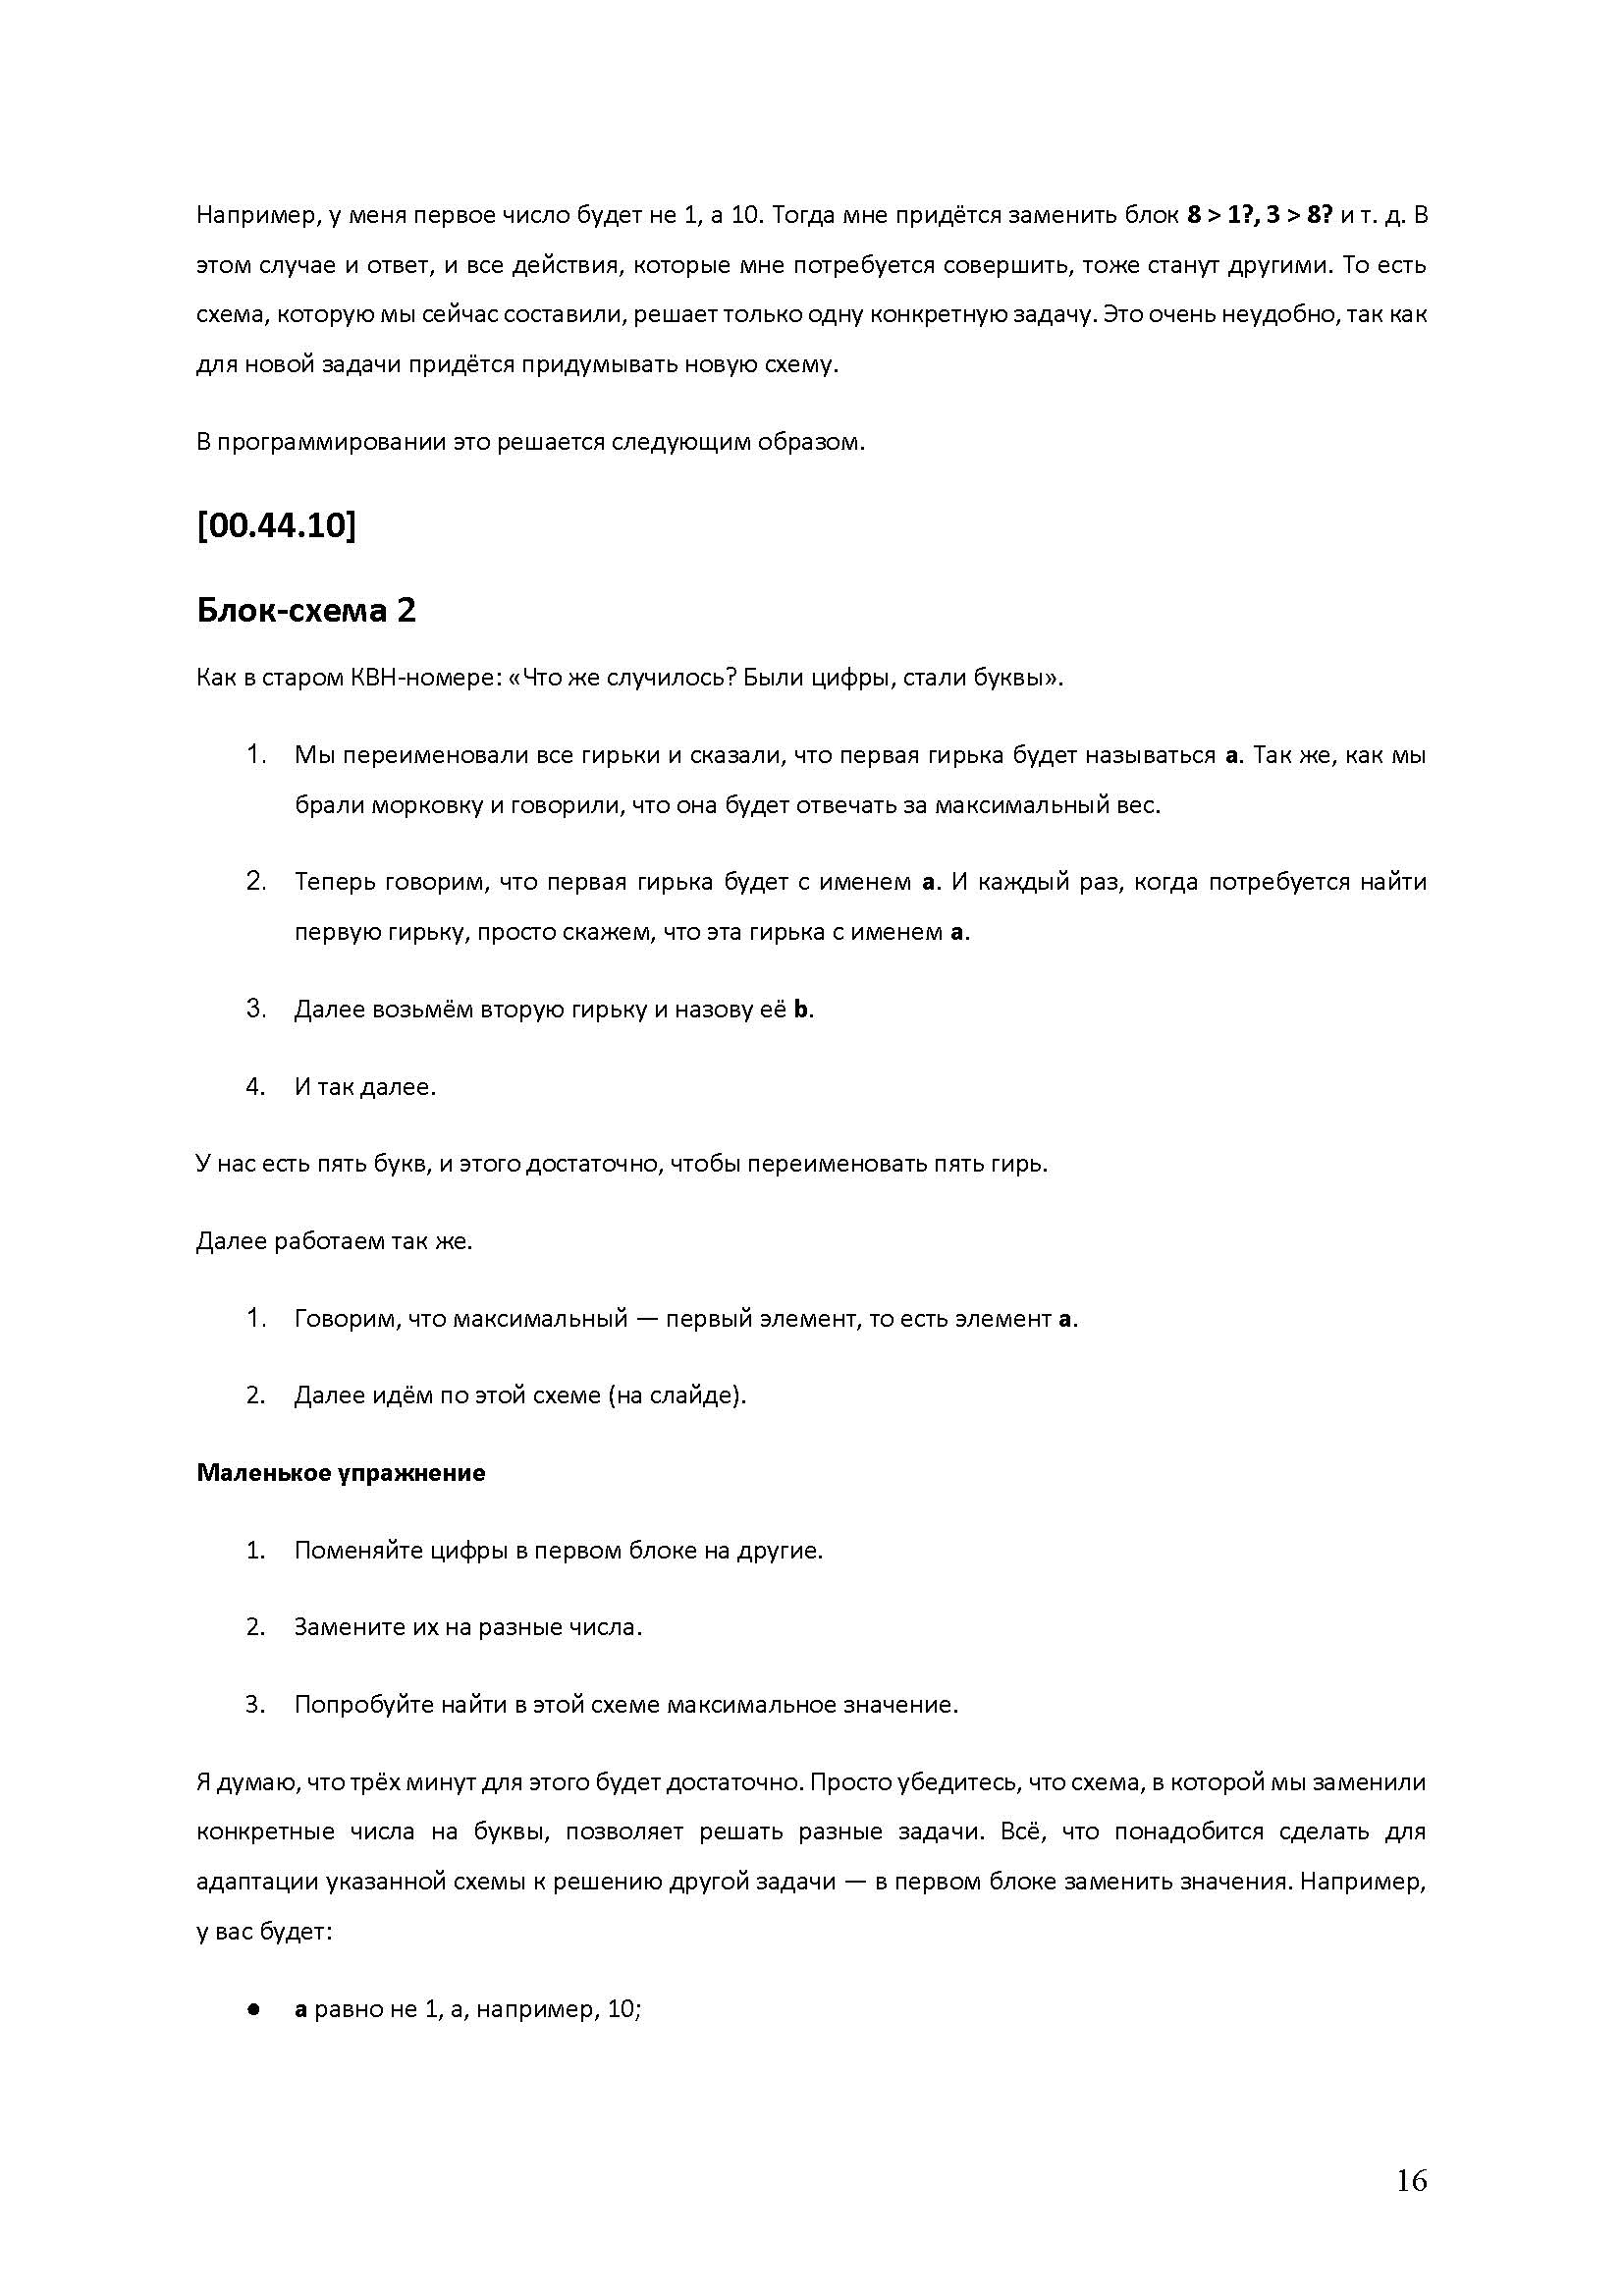 Например, у меня первое число будет не 1, а 10. Тогда мне придётся заменить блок 8 > 1?, 3 > 8? и т. д. В
этом случае и ответ, и все действия, которые мне потребуется совершить, тоже станут другими. То есть
схема, которую мы сейчас составили, решает только одну конкретную задачу. Это очень неудобно, так как
для новой задачи придётся придумывать новую схему.
В программировании это решается следующим образом.
[00.44.10]
Блок-схема 2
Как в старом КВН-номере: «Что же случилось? Были цифры, стали буквы».
1. Мы переименовали все гирьки и сказали, что первая гирька будет называться a. Так же, как мы
брали морковку и говорили, что она будет отвечать за максимальный вес.
2. Теперь говорим, что первая гирька будет с именем a. И каждый раз, когда потребуется найти
первую гирьку, просто скажем, что эта гирька с именем a.
3. Далее возьмём вторую гирьку и назову её b.
4. И так далее.
У нас есть пять букв, и этого достаточно, чтобы переименовать пять гирь.
Далее работаем так же.
1. Говорим, что максимальный — первый элемент, то есть элемент a.
2. Далее идём по этой схеме (на слайде).
Маленькое упражнение
1. Поменяйте цифры в первом блоке на другие.
2. Замените их на разные числа.
3. Попробуйте найти в этой схеме максимальное значение.
Я думаю, что трёх минут для этого будет достаточно. Просто убедитесь, что схема, в которой мы заменили
конкретные числа на буквы, позволяет решать разные задачи. Всё, что понадобится сделать для
адаптации указанной схемы к решению другой задачи — в первом блоке заменить значения. Например,
у вас будет:
● a равно не 1, а, например, 10;
16